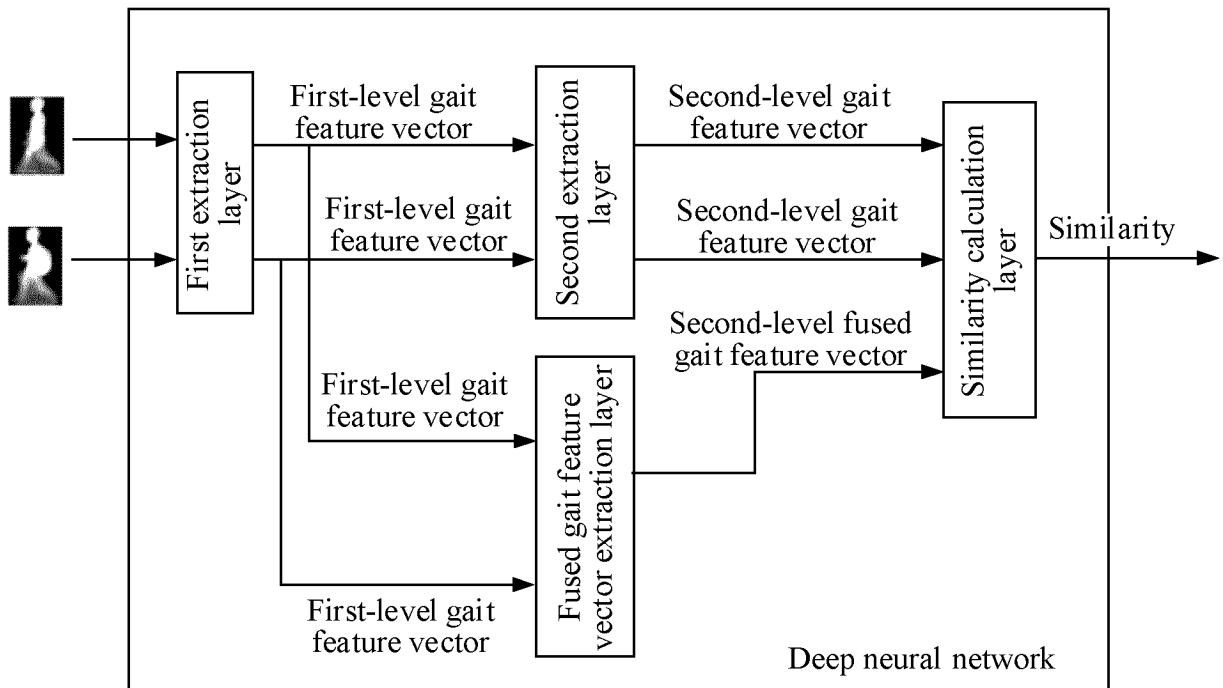 First extraction
layer
First-level gait
feature vector
First-level gait
feature vector
Second extraction
layer
Second-level gait
feature vector
Second-level gait
feature vector
Second-level fused
gait feature vector
Similarity calculation
layer
Similarity
First-level gait
feature vector
First-level gait
feature vector
Fused gait feature
vector extraction layer
Deep neural network